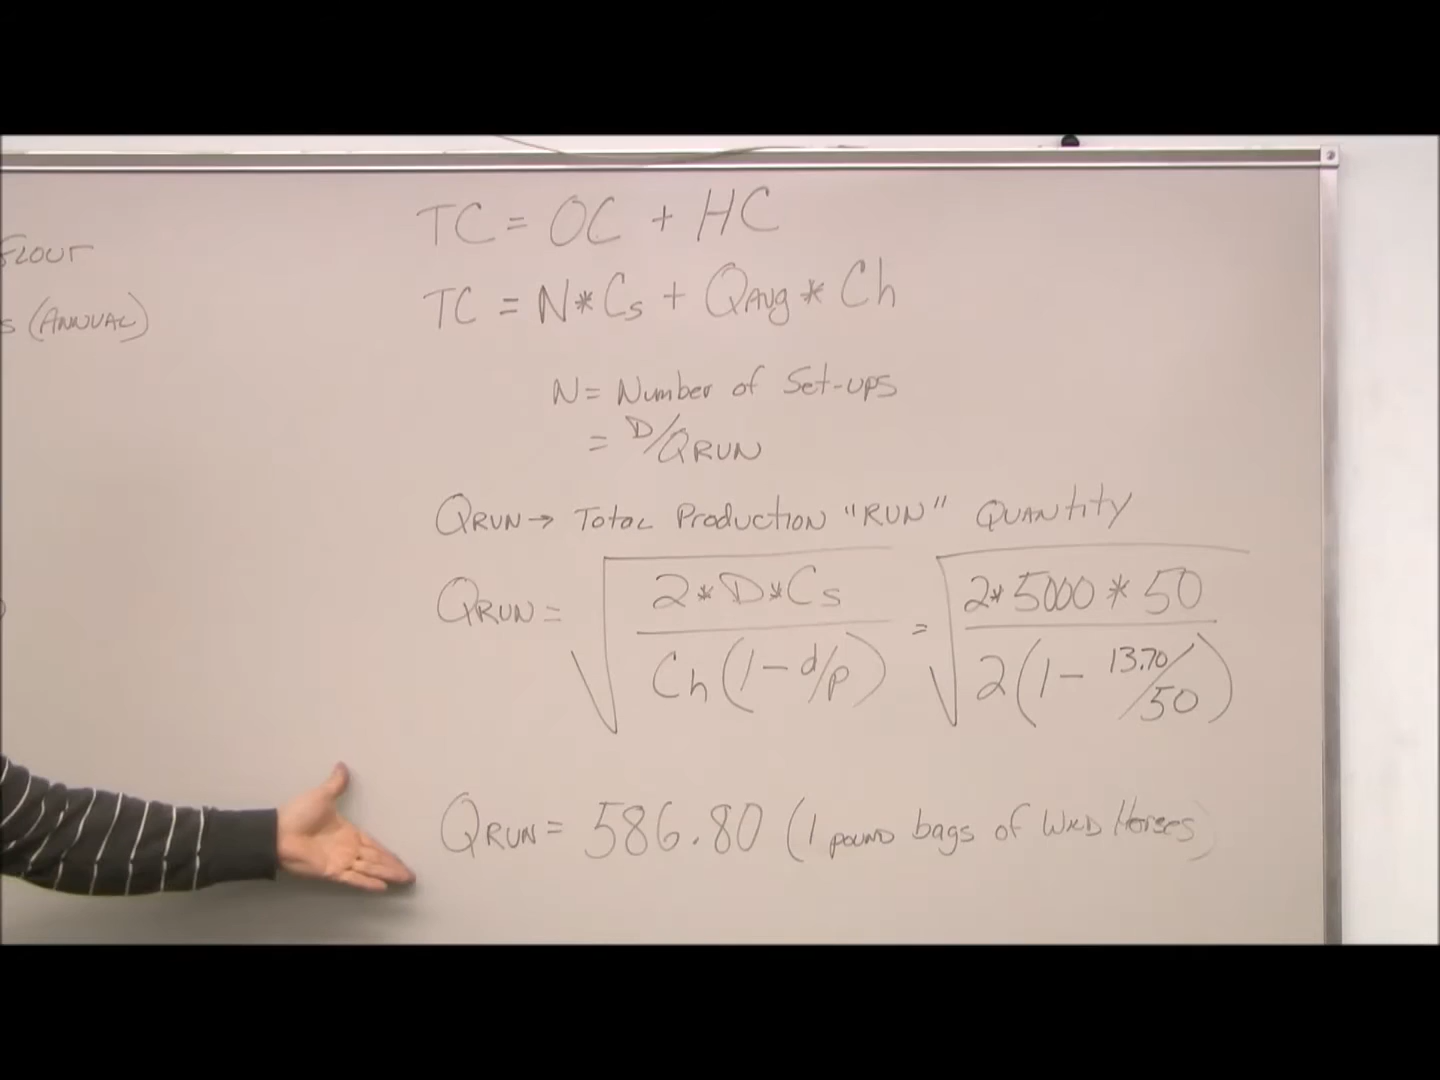 FLOUR
S (ANNUAL)
TC = OC + HC
TC = N*Cs + QAvg * Ch
N = Number of Set-ups
= D/QRUN
QRUN → Total Production "RUN" Quantity
QRUN = √(2*D*Cs / Ch(1-d/p)) = √(2*5000*50 / 2(1-13.70/50))
QRUN = 586.80 (1 pound bags of Wild Horses)